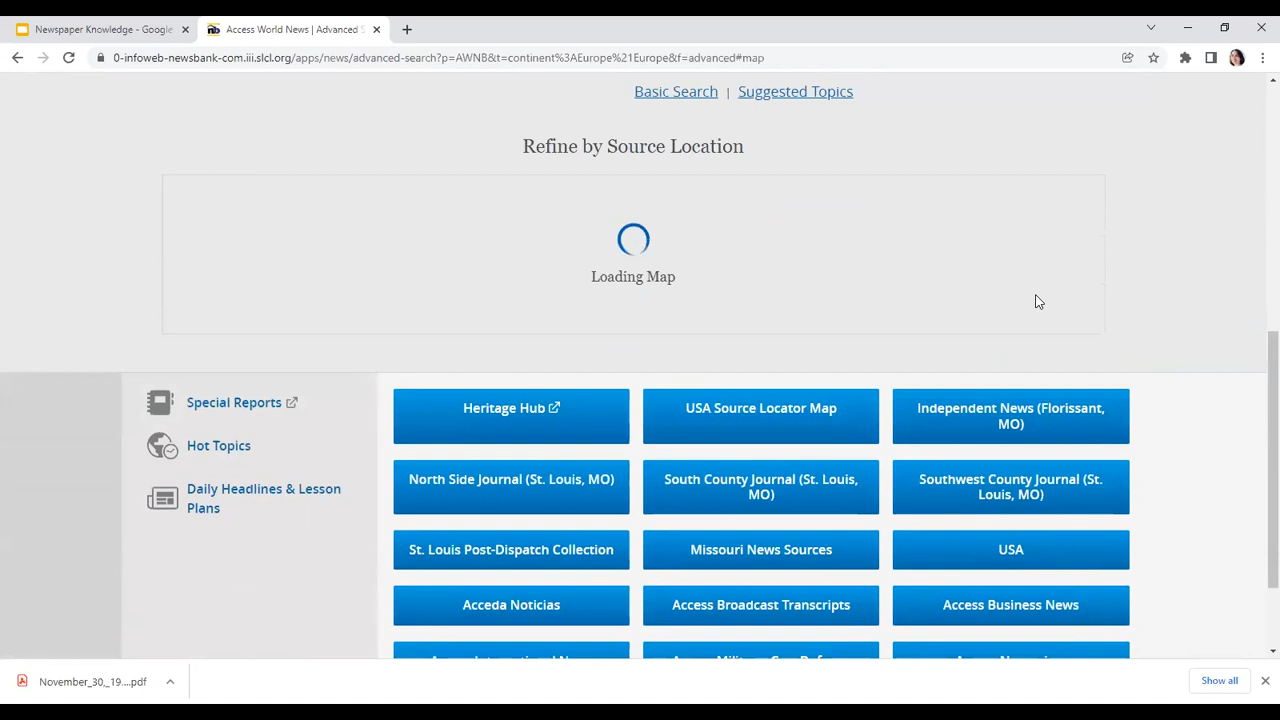 Newspaper Knowledge - Google
Access World News | Advanced S
0-infoweb-newsbank-com.iii.slcl.org/apps/news/advanced-search?p=AWNB&t=continent%3AEurope%21Europe&f=advanced#map
Basic Search | Suggested Topics
Refine by Source Location
Loading Map
Special Reports
Hot Topics
Daily Headlines & Lesson
Plans
Heritage Hub
USA Source Locator Map
Independent News (Florissant,
MO)
North Side Journal (St. Louis, MO)
South County Journal (St. Louis,
MO)
Southwest County Journal (St.
Louis, MO)
St. Louis Post-Dispatch Collection
Missouri News Sources
USA
Acceda Noticias
Access Broadcast Transcripts
Access Business News
November_30,_19....pdf
Show all